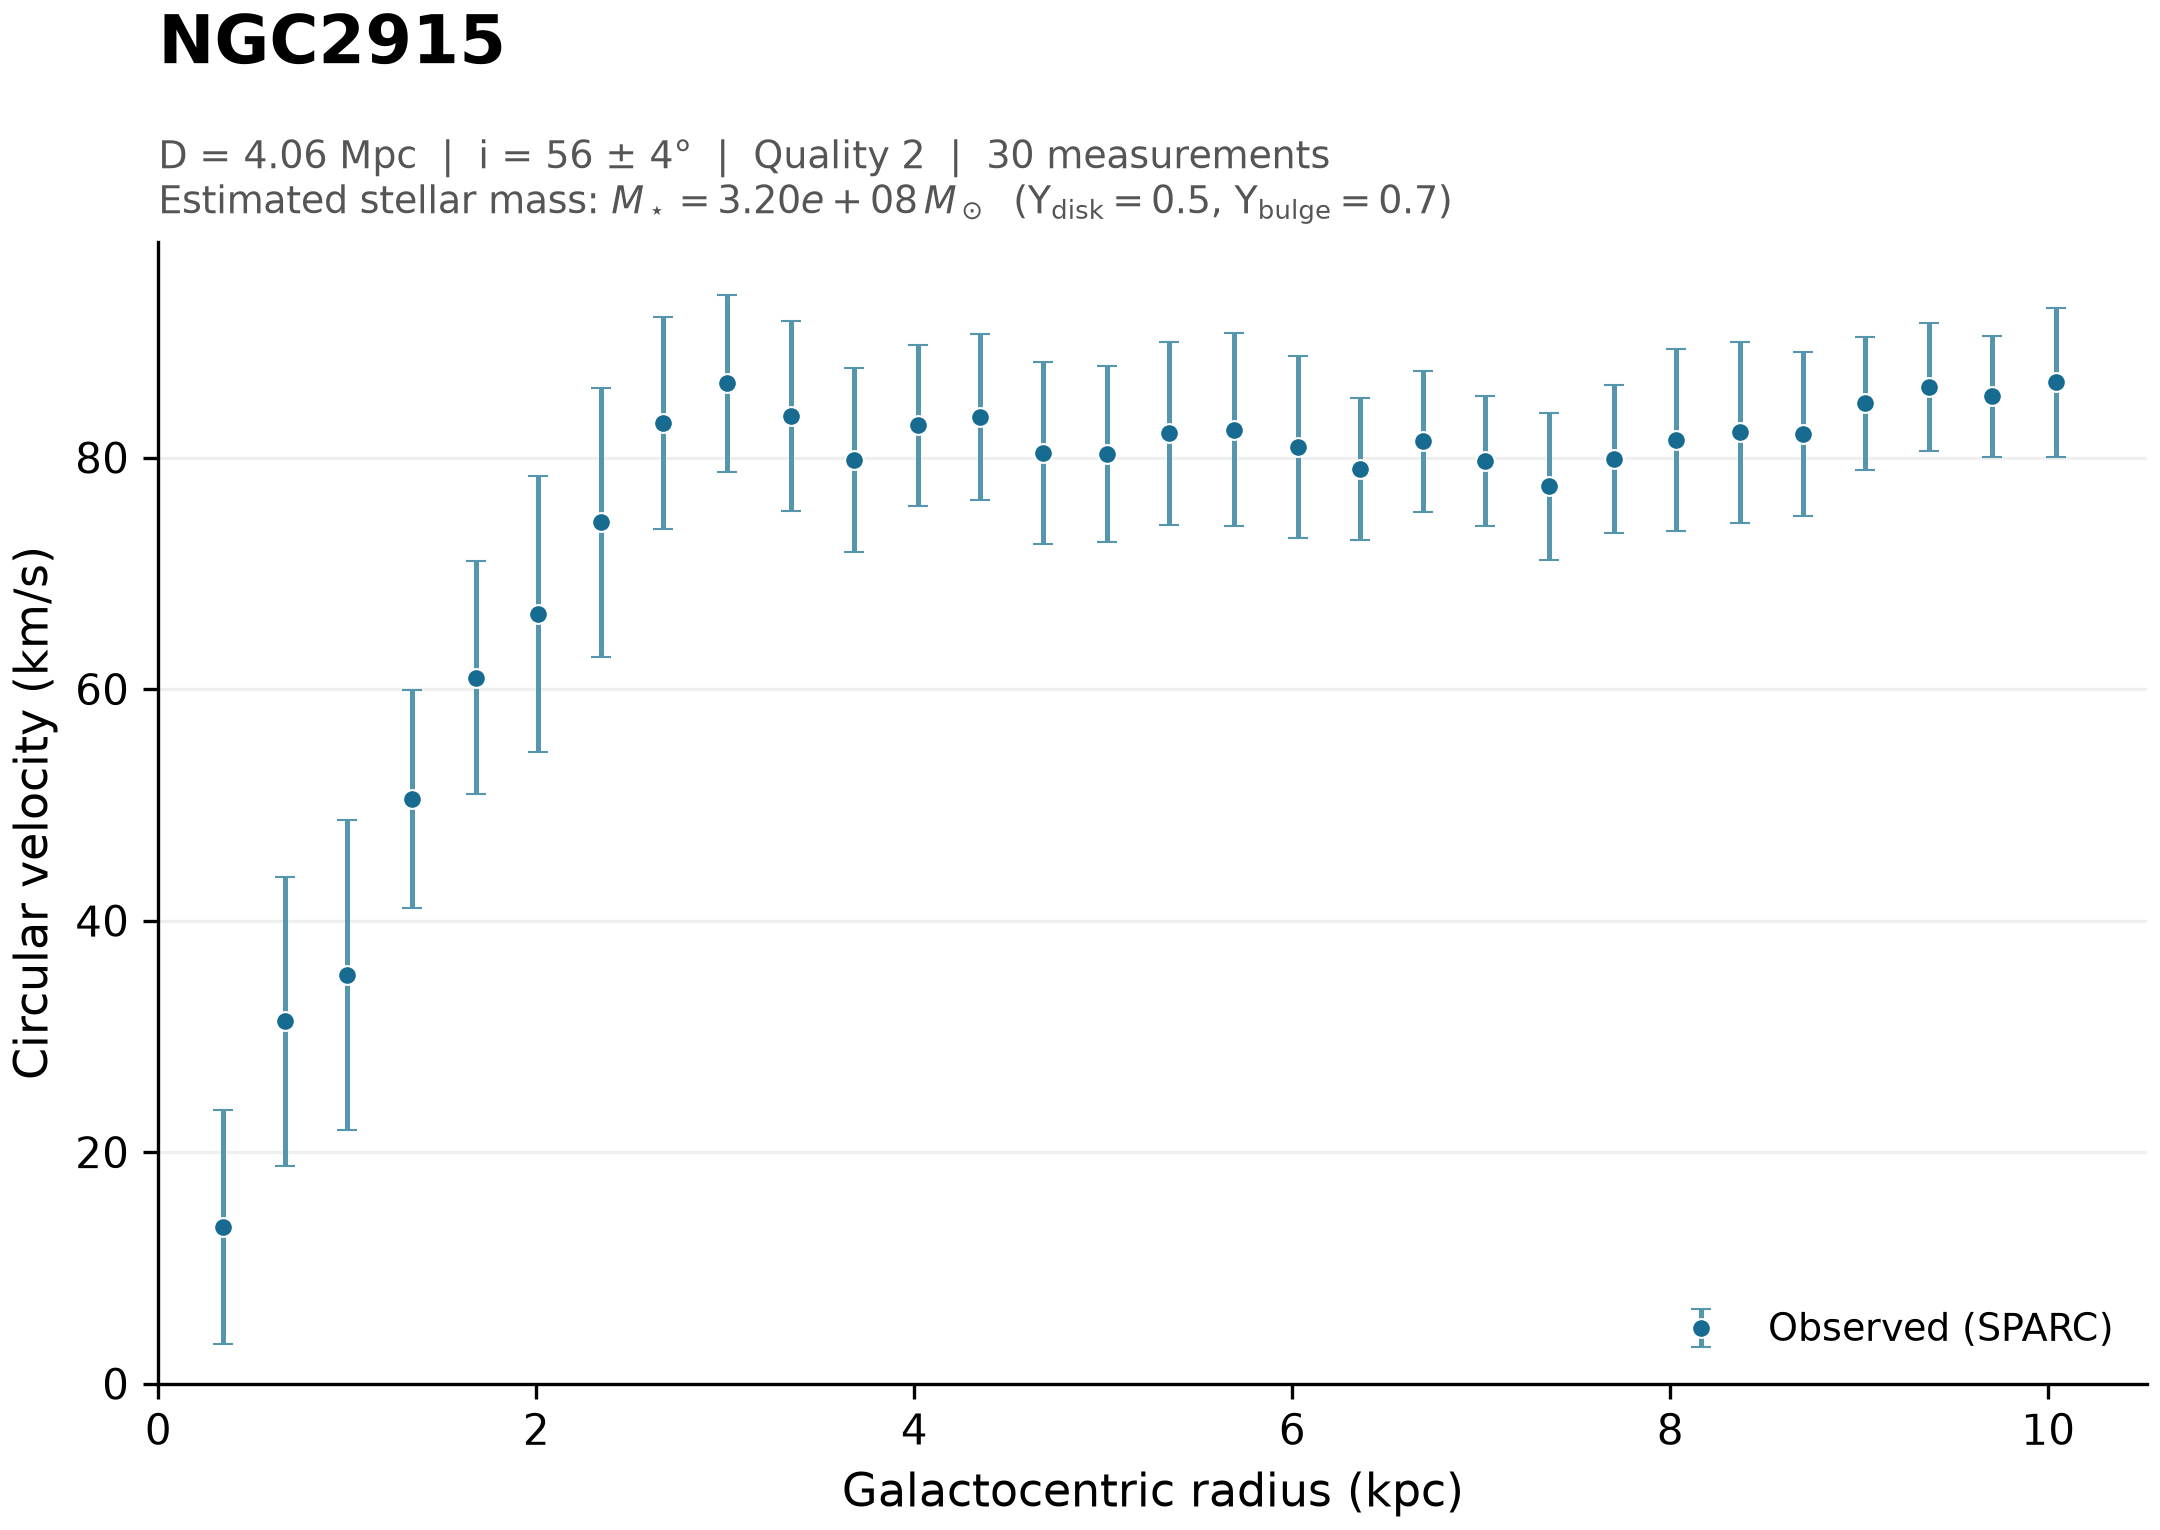 NGC2915
D = 4.06 Mpc | i = 56 ± 4° | Quality 2 | 30 measurements
Estimated stellar mass: M⋆ = 3.20e + 08 M⊙ (Υdisk = 0.5, Υbulge = 0.7)
Circular velocity (km/s)
80
60
40
20
0
Observed (SPARC)
0 2 4 6 8 10
Galactocentric radius (kpc)